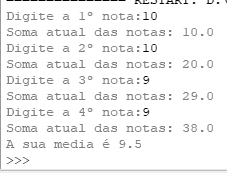 =============== RESTART: D:\
Digite a 1º nota:10
Soma atual das notas: 10.0
Digite a 2º nota:10
Soma atual das notas: 20.0
Digite a 3º nota:9
Soma atual das notas: 29.0
Digite a 4º nota:9
Soma atual das notas: 38.0
A sua media é 9.5
>>>